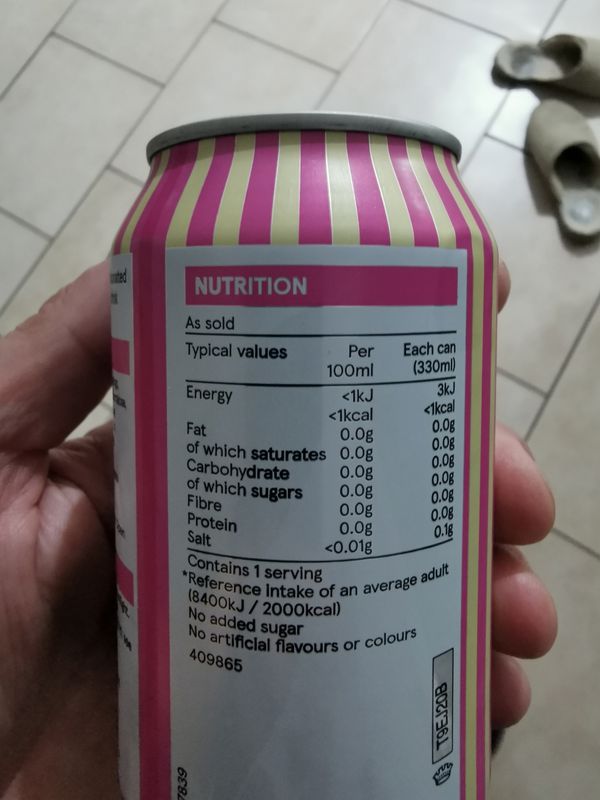 NUTRITION
As sold
Typical values Per 100ml Each can (330ml)
Energy <1kJ 3kJ
<1kcal <1kcal
Fat 0.0g 0.0g
of which saturates 0.0g 0.0g
Carbohydrate 0.0g 0.0g
of which sugars 0.0g 0.0g
Fibre 0.0g 0.0g
Protein 0.0g 0.0g
Salt <0.01g 0.1g
Contains 1 serving
*Reference intake of an average adult
(8400kJ / 2000kcal)
No added sugar
No artificial flavours or colours
409865
T9EJ20B
7839